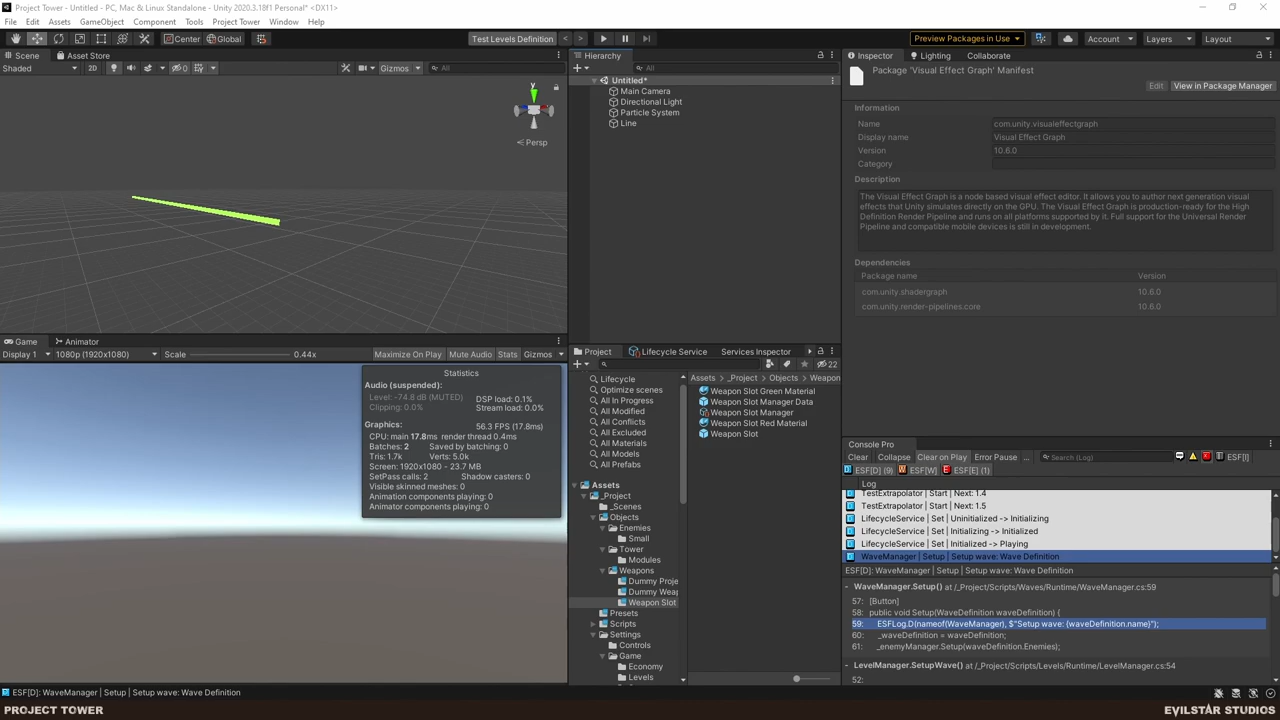 Project Tower - Untitled - PC, Mac & Linux Standalone - Unity 2020.3.18f1 Personal* <DX11>
File Edit Assets GameObject Component Tools Project Tower Window Help
Center Global Test Levels Definition Preview Packages in Use Account Layers Layout
Scene Asset Store
Shaded 2D 0 Gizmos All
y
Persp
Game Animator
Display 1 1080p (1920x1080) Scale 0.44x Maximize On Play Mute Audio Stats Gizmos
Statistics
Audio (suspended):
Level: -74.8 dB (MUTED) DSP load: 0.1%
Clipping: 0.0% Stream load: 0.0%
Graphics: 56.3 FPS (17.8ms)
CPU: main 17.8ms render thread 0.4ms
Batches: 2 Saved by batching: 0
Tris: 1.7k Verts: 5.0k
Screen: 1920x1080 - 23.7 MB
SetPass calls: 2 Shadow casters: 0
Visible skinned meshes: 0
Animation components playing: 0
Animator components playing: 0
Hierarchy
All
Untitled*
Main Camera
Directional Light
Particle System
Line
Project Lifecycle Service Services Inspector
22
Lifecycle
Optimize scenes
All In Progress
All Modified
All Conflicts
All Excluded
All Materials
All Models
All Prefabs
Assets
_Project
_Scenes
Objects
Enemies
Small
Tower
Modules
Weapons
Dummy Proje
Dummy Weap
Weapon Slot
Presets
Scripts
Settings
Controls
Game
Economy
Levels
Assets _Project Objects Weapon
Weapon Slot Green Material
Weapon Slot Manager Data
Weapon Slot Manager
Weapon Slot Red Material
Weapon Slot
Inspector Lighting Collaborate
Package 'Visual Effect Graph' Manifest
Edit View in Package Manager
Information
Name com.unity.visualeffectgraph
Display name Visual Effect Graph
Version 10.6.0
Category
Description
The Visual Effect Graph is a node based visual effect editor. It allows you to author next generation visual
effects that Unity simulates directly on the GPU. The Visual Effect Graph is production-ready for the High
Definition Render Pipeline and runs on all platforms supported by it. Full support for the Universal Render
Pipeline and compatible mobile devices is still in development.
Dependencies
Package name Version
com.unity.shadergraph 10.6.0
com.unity.render-pipelines.core 10.6.0
Console Pro
Clear Collapse Clear on Play Error Pause ... Search (Log) ESF[I]
ESF[D] (9) ESF[W] ESF[E] (1)
Log
TestExtrapolator | Start | Next: 1.4
TestExtrapolator | Start | Next: 1.5
LifecycleService | Set | Uninitialized -> Initializing
LifecycleService | Set | Initializing -> Initialized
LifecycleService | Set | Initialized -> Playing
WaveManager | Setup | Setup wave: Wave Definition
ESF[D]: WaveManager | Setup | Setup wave: Wave Definition
- WaveManager.Setup() at /_Project/Scripts/Waves/Runtime/WaveManager.cs:59
57: [Button]
58: public void Setup(WaveDefinition waveDefinition) {
59: ESFLog.D(nameof(WaveManager), $"Setup wave: {waveDefinition.name}");
60: _waveDefinition = waveDefinition;
61: _enemyManager.Setup(waveDefinition.Enemies);
- LevelManager.SetupWave() at /_Project/Scripts/Levels/Runtime/LevelManager.cs:54
52:
ESF[D]: WaveManager | Setup | Setup wave: Wave Definition
PROJECT TOWER EVILSTAR STUDIOS